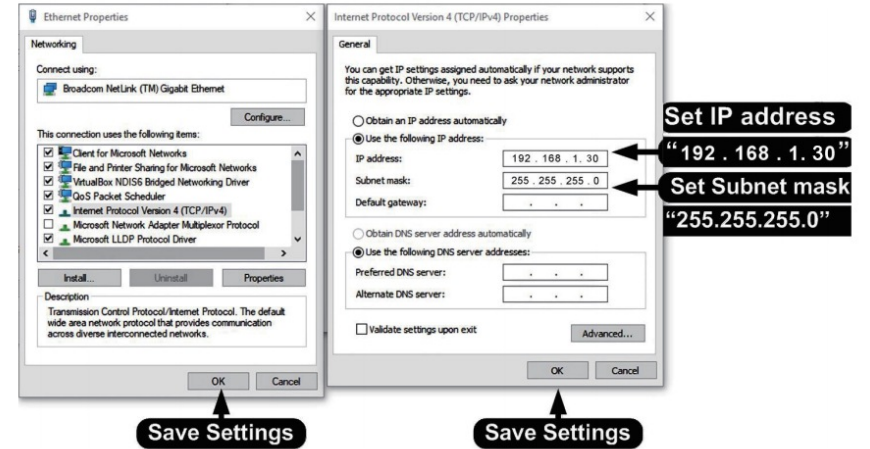 Ethernet Properties
Networking
Connect using:
Broadcom NetLink (TM) Gigabit Ethernet
Configure...
This connection uses the following items:
Client for Microsoft Networks
File and Printer Sharing for Microsoft Networks
VirtualBox NDIS6 Bridged Networking Driver
QoS Packet Scheduler
Internet Protocol Version 4 (TCP/IPv4)
Microsoft Network Adapter Multiplexor Protocol
Microsoft LLDP Protocol Driver
Install...
Uninstall
Properties
Description
Transmission Control Protocol/Internet Protocol. The default
wide area network protocol that provides communication
across diverse interconnected networks.
OK
Cancel
Save Settings
Internet Protocol Version 4 (TCP/IPv4) Properties
General
You can get IP settings assigned automatically if your network supports
this capability. Otherwise, you need to ask your network administrator
for the appropriate IP settings.
Obtain an IP address automatically
Use the following IP address:
IP address: 192 . 168 . 1 . 30
Subnet mask: 255 . 255 . 255 . 0
Default gateway: . . .
Obtain DNS server address automatically
Use the following DNS server addresses:
Preferred DNS server: . . .
Alternate DNS server: . . .
Validate settings upon exit
Advanced...
OK
Cancel
Save Settings
Set IP address
“192 . 168 . 1. 30”
Set Subnet mask
“255.255.255.0”